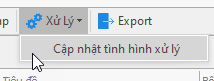 Xử Lý Export
Cập nhật tình hình xử lý